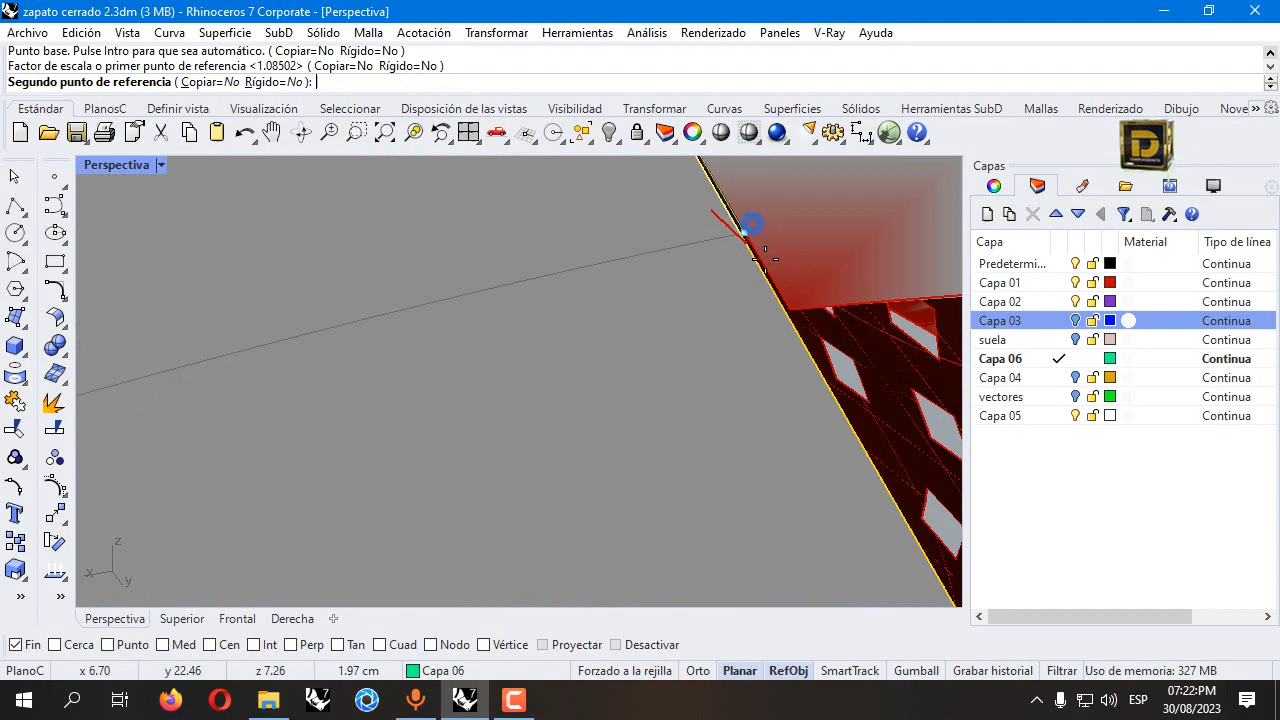 zapato cerrado 2.3dm (3 MB) - Rhinoceros 7 Corporate - [Perspectiva]
Archivo Edición Vista Curva Superficie SubD Sólido Malla Acotación Transformar Herramientas Análisis Renderizado Paneles V-Ray Ayuda
Punto base. Pulse Intro para que sea automático. ( Copiar=No Rígido=No )
Factor de escala o primer punto de referencia <1.08502> ( Copiar=No Rígido=No )
Segundo punto de referencia ( Copiar=No Rígido=No ):
Estándar PlanosC Definir vista Visualización Seleccionar Disposición de las vistas Visibilidad Transformar Curvas Superficies Sólidos Herramientas SubD Mallas Renderizado Dibujo Nove »
Perspectiva
Capas
Capa Material Tipo de línea
Predetermi... Continua
Capa 01 Continua
Capa 02 Continua
Capa 03 Continua
suela Continua
Capa 06 Continua
Capa 04 Continua
vectores Continua
Capa 05 Continua
z
x
y
» »
Perspectiva Superior Frontal Derecha
Fin Cerca Punto Med Cen Int Perp Tan Cuad Nodo Vértice Proyectar Desactivar
PlanoC x 6.70 y 22.46 z 7.26 1.97 cm Capa 06 Forzado a la rejilla Orto Planar RefObj SmartTrack Gumball Grabar historial Filtrar Uso de memoria: 327 MB
ESP
07:22:PM
30/08/2023